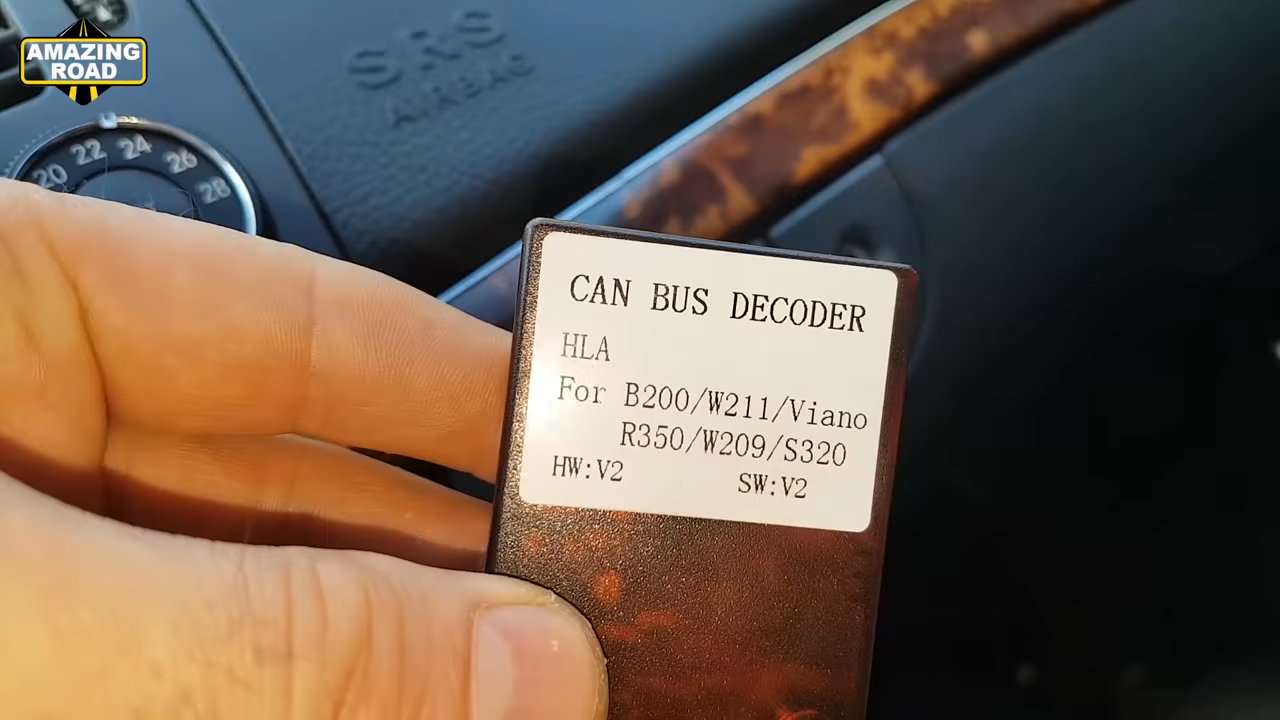 AMAZING
ROAD
SRS
AIRBAG
20 22 24 26 28
CAN BUS DECODER
HLA
For B200/W211/Viano
R350/W209/S320
HW:V2 SW:V2